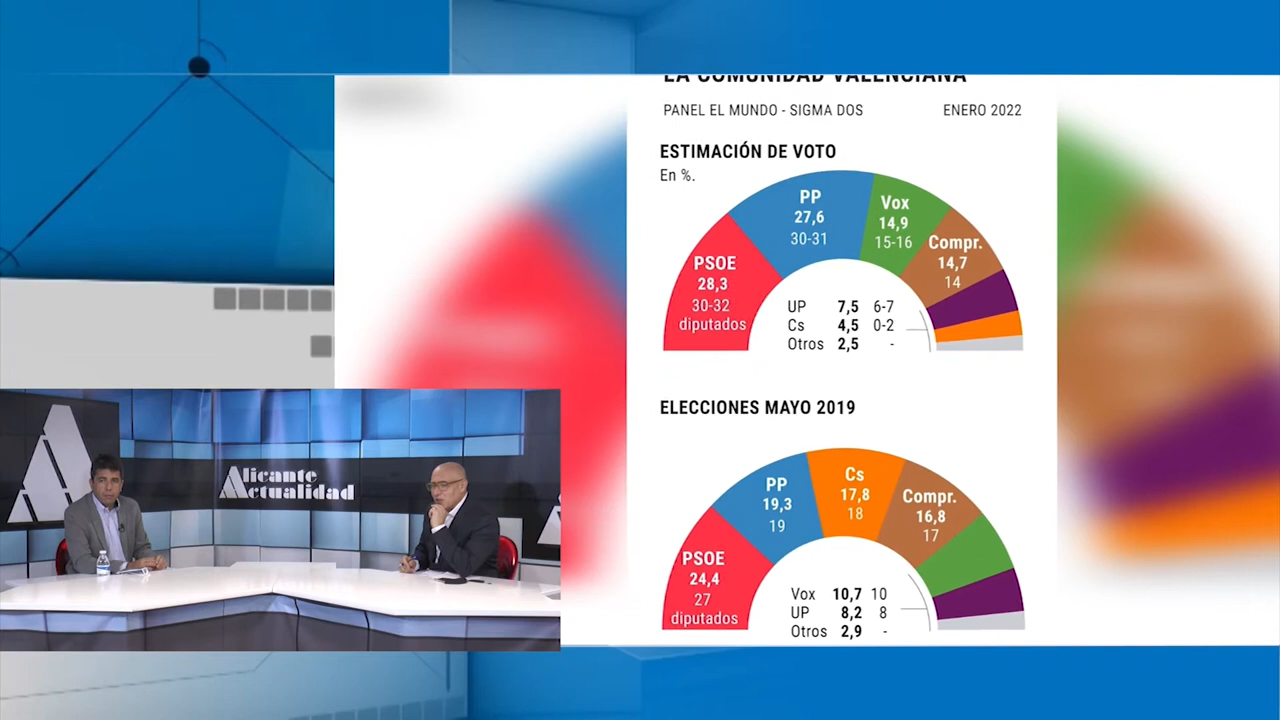 LA COMUNIDAD VALENCIANA
PANEL EL MUNDO - SIGMA DOS ENERO 2022
ESTIMACIÓN DE VOTO
En %.
PP
27,6
30-31
Vox
14,9
15-16
Compr.
14,7
14
PSOE
28,3
30-32
diputados
UP 7,5 6-7
Cs 4,5 0-2
Otros 2,5 -
ELECCIONES MAYO 2019
Cs
17,8
18
PP
19,3
19
Compr.
16,8
17
PSOE
24,4
27
diputados
Vox 10,7 10
UP 8,2 8
Otros 2,9 -
Alicante
Actualidad